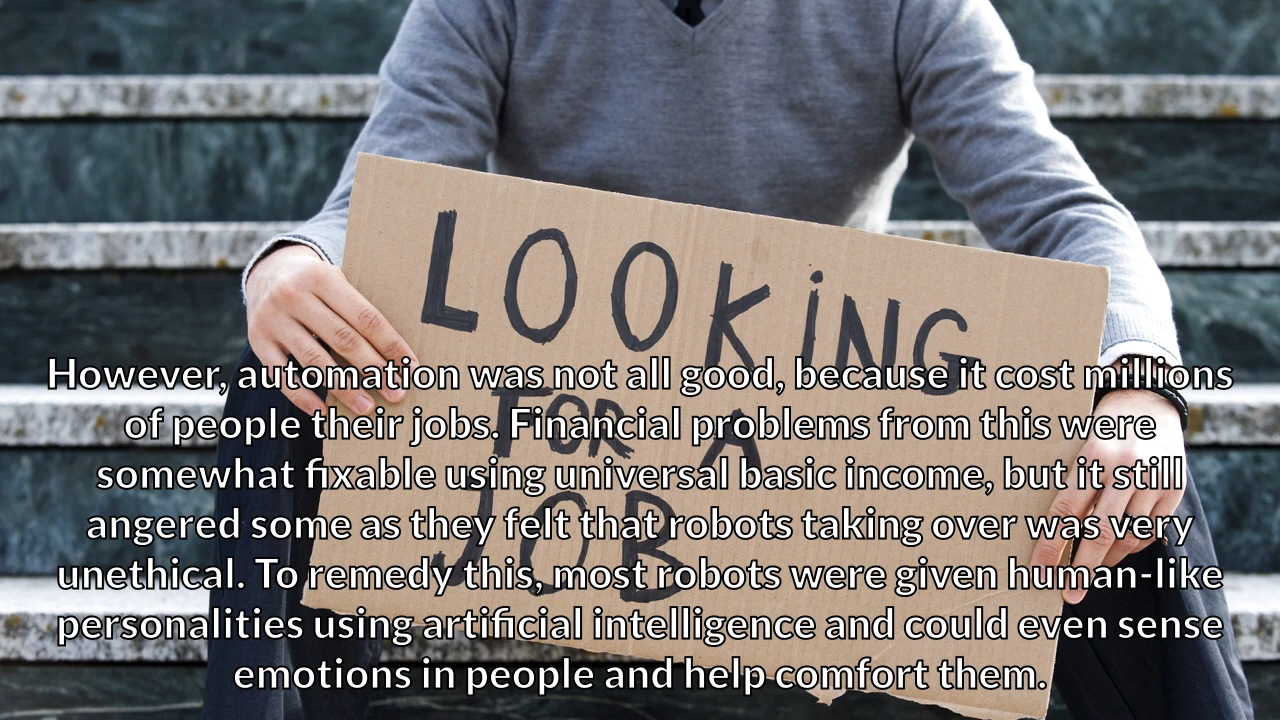 LOOKiNG
FOR A
JOB
However, automation was not all good, because it cost millions
of people their jobs. Financial problems from this were
somewhat fixable using universal basic income, but it still
angered some as they felt that robots taking over was very
unethical. To remedy this, most robots were given human-like
personalities using artificial intelligence and could even sense
emotions in people and help comfort them.